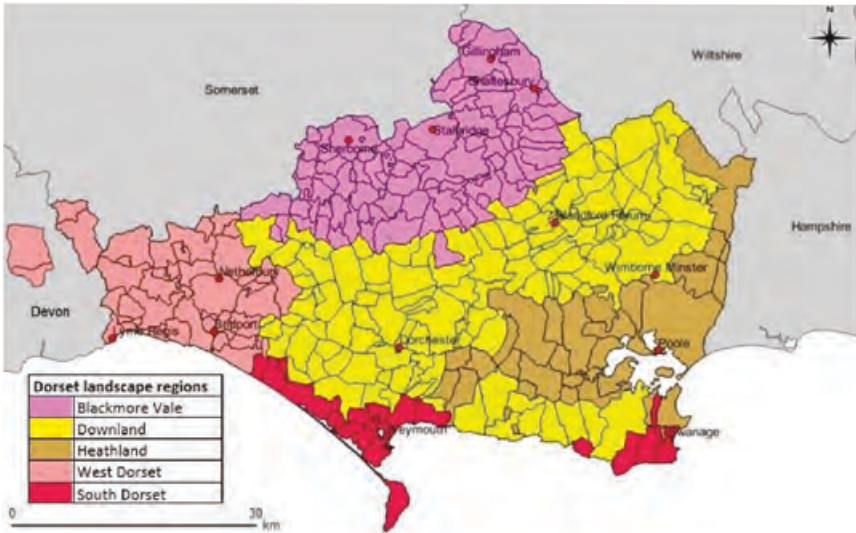 N
Gillingham
Wiltshire
Shaftesbury
Somerset
Stalbridge
Sherborne
Blandford Forum
Hampshire
Netherbury
Wimborne Minster
Devon
Lyme Regis
Bridport
Dorchester
Poole
Dorset landscape regions
Blackmore Vale
Downland
Heathland
West Dorset
South Dorset
Weymouth
Swanage
0
30
km